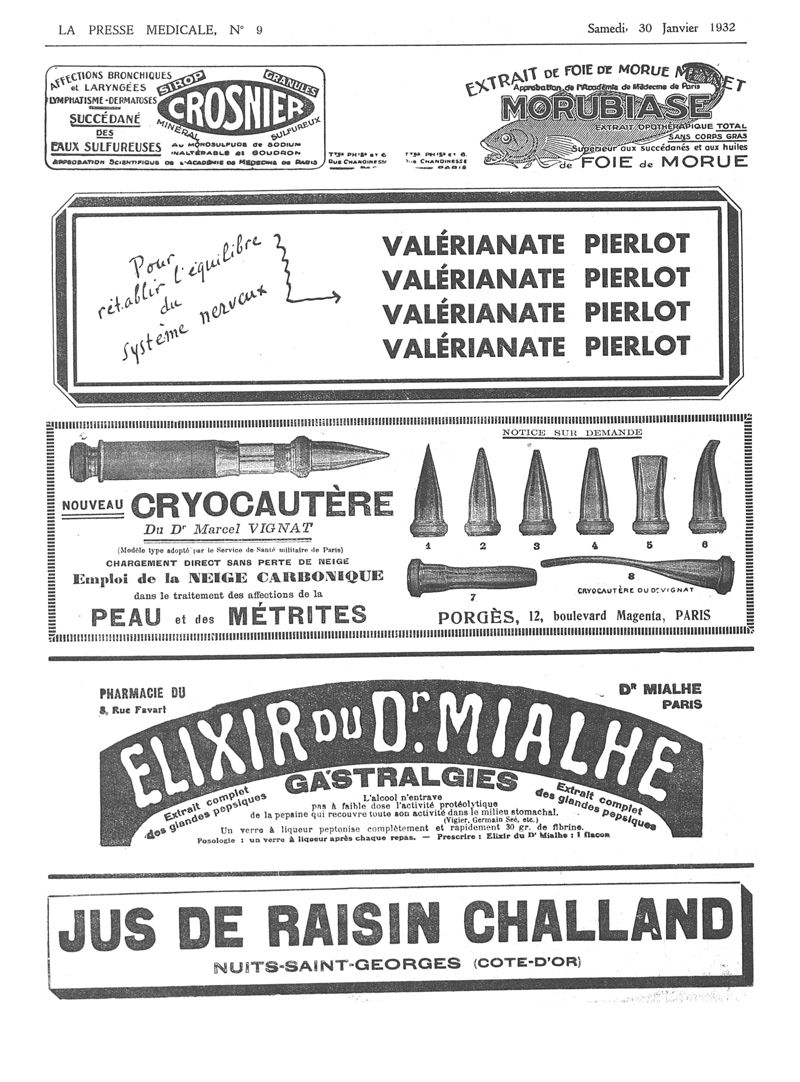 LA PRESSE MEDICALE, N° 9
Samedi, 30 Janvier 1932
AFFECTIONS BRONCHIQUES
et LARYNGÉES
LYMPHATISME-DERMATOSES
SUCCÉDANÉ
DES
EAUX SULFUREUSES
SIROP
GRANULES
CROSNIER
MINÉRAL SULFUREUX
AU MONOSULFURE DE SODIUM
INALTÉRABLE ET GOUDRON
APPROBATION SCIENTIFIQUE DE L'ACADÉMIE DE MÉDECINE DE PARIS
RUE CHANDINESSE
PARIS
EXTRAIT DE FOIE DE MORUE
Approbation de l'Académie de Médecine de Paris
MORUBIASE
EXTRAIT OPOTHÉRAPIQUE TOTAL
SANS CORPS GRAS
Supérieur aux succédanés et aux huiles
de FOIE de MORUE
Pour
rétablir l'équilibre
du
système nerveux
VALÉRIANATE PIERLOT
VALÉRIANATE PIERLOT
VALÉRIANATE PIERLOT
VALÉRIANATE PIERLOT
NOUVEAU CRYOCAUTÈRE
Du Dr Marcel VIGNAT
(Modèle type adopté par le Service de Santé militaire de Paris)
CHARGEMENT DIRECT SANS PERTE DE NEIGE
Emploi de la NEIGE CARBONIQUE
dans le traitement des affections de la
PEAU et des MÉTRITES
NOTICE SUR DEMANDE
1 2 3 4 5 6
7
8
CRYOCAUTÈRE DU DR VIGNAT
PORGÈS, 12, boulevard Magenta, PARIS
PHARMACIE DU
8, Rue Favart
DR MIALHE
PARIS
ELIXIR DU Dr. MIALHE
GASTRALGIES
Extrait complet
des glandes pepsiques
L'alcool n'entrave
pas à faible dose l'activité protéolytique
de la pepsine qui recouvre toute son activité dans le milieu stomachal.
(Vigier, Germain Seé, etc.)
Extrait complet
des glandes pepsiques
Un verre à liqueur peptonise complètement et rapidement 30 gr. de fibrine.
Posologie : un verre à liqueur après chaque repas. — Prescrire : Elixir du Dr Mialhe : 1 flacon
JUS DE RAISIN CHALLAND
NUITS-SAINT-GEORGES (COTE-D'OR)